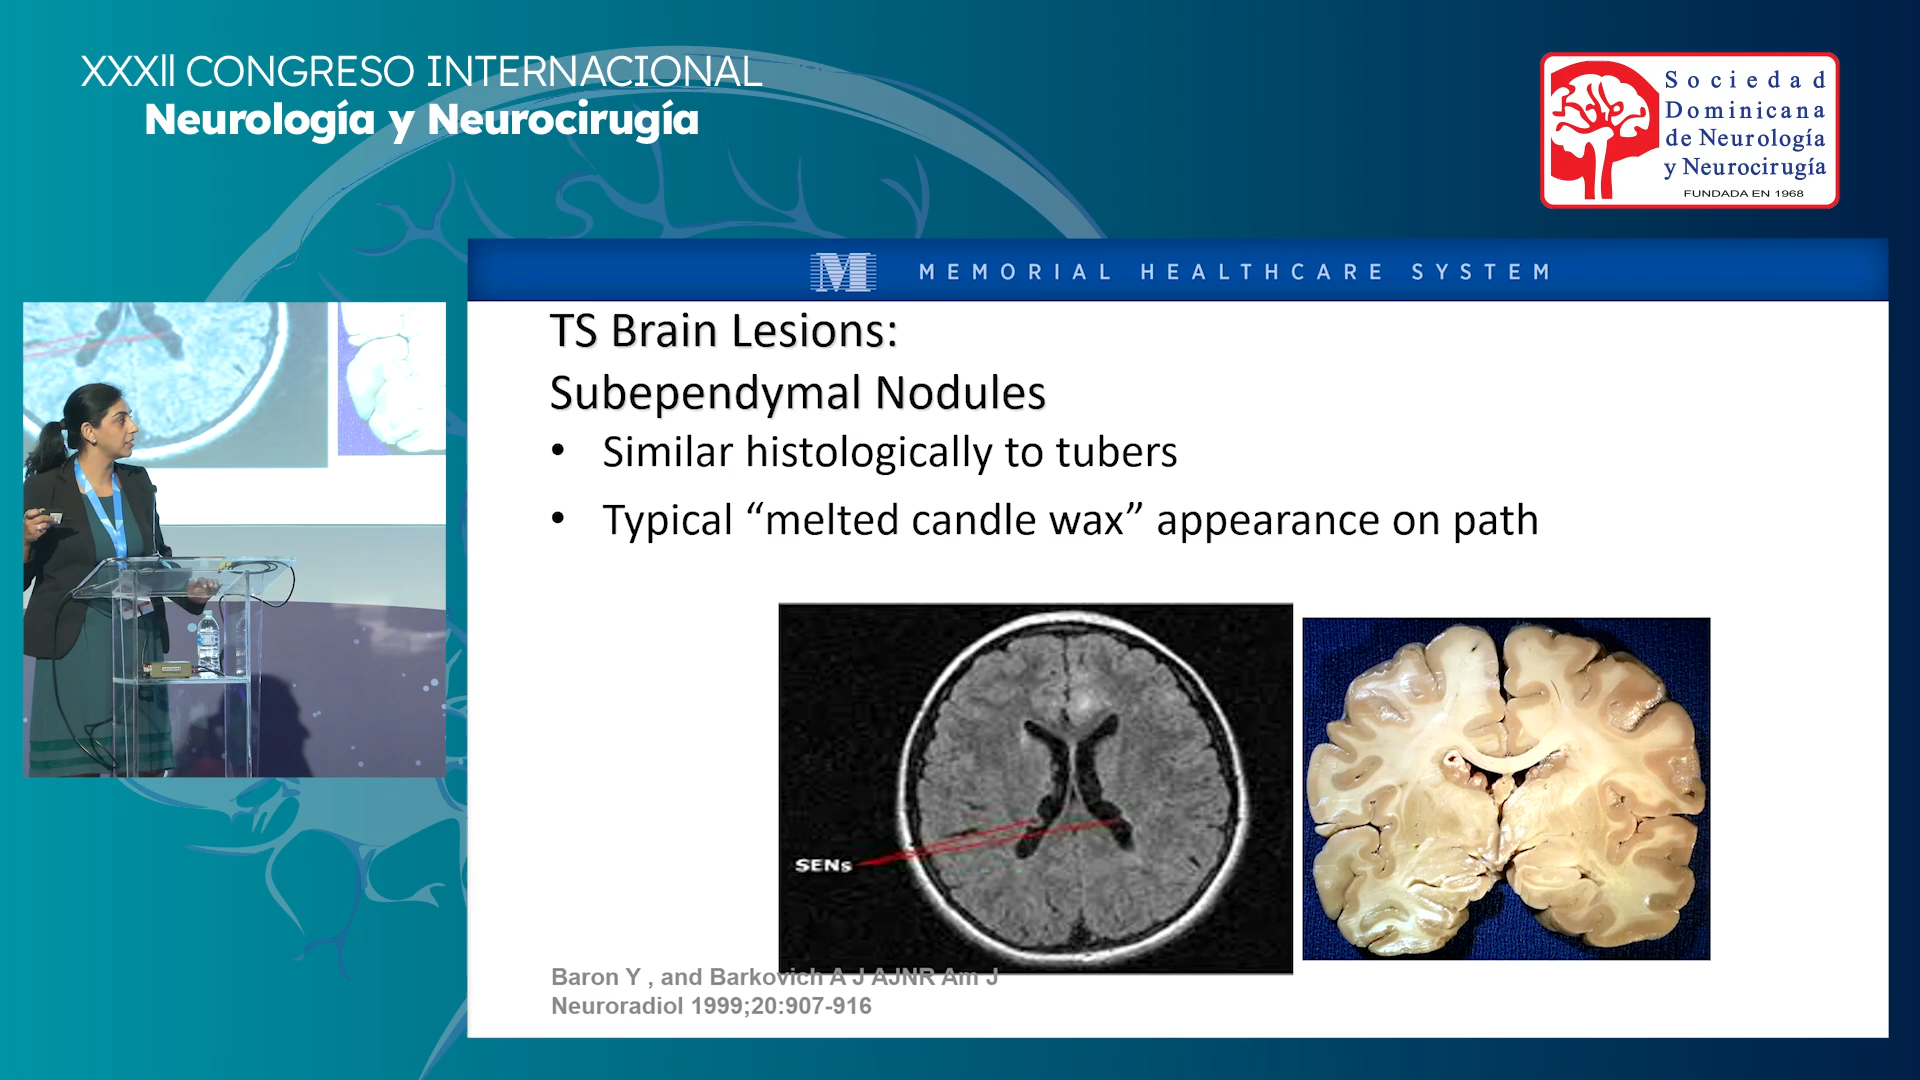 XXXII CONGRESO INTERNACIONAL
Neurología y Neurocirugía
Sociedad
Dominicana
de Neurología
y Neurocirugía
FUNDADA EN 1968
M MEMORIAL HEALTHCARE SYSTEM
TS Brain Lesions:
Subependymal Nodules
• Similar histologically to tubers
• Typical “melted candle wax” appearance on path
SENs
Baron Y , and Barkovich A J AJNR Am J
Neuroradiol 1999;20:907-916